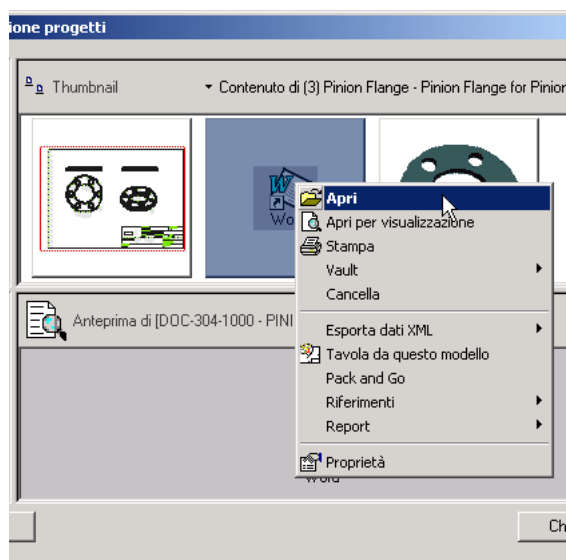 ione progetti
Thumbnail
Contenuto di (3) Pinion Flange - Pinion Flange for Pinion
Wo
Apri
Apri per visualizzazione
Stampa
Vault
Cancella
Anteprima di [DOC-304-1000 - PINI
Esporta dati XML
Tavola da questo modello
Pack and Go
Riferimenti
Report
Proprietà
Word
Ch